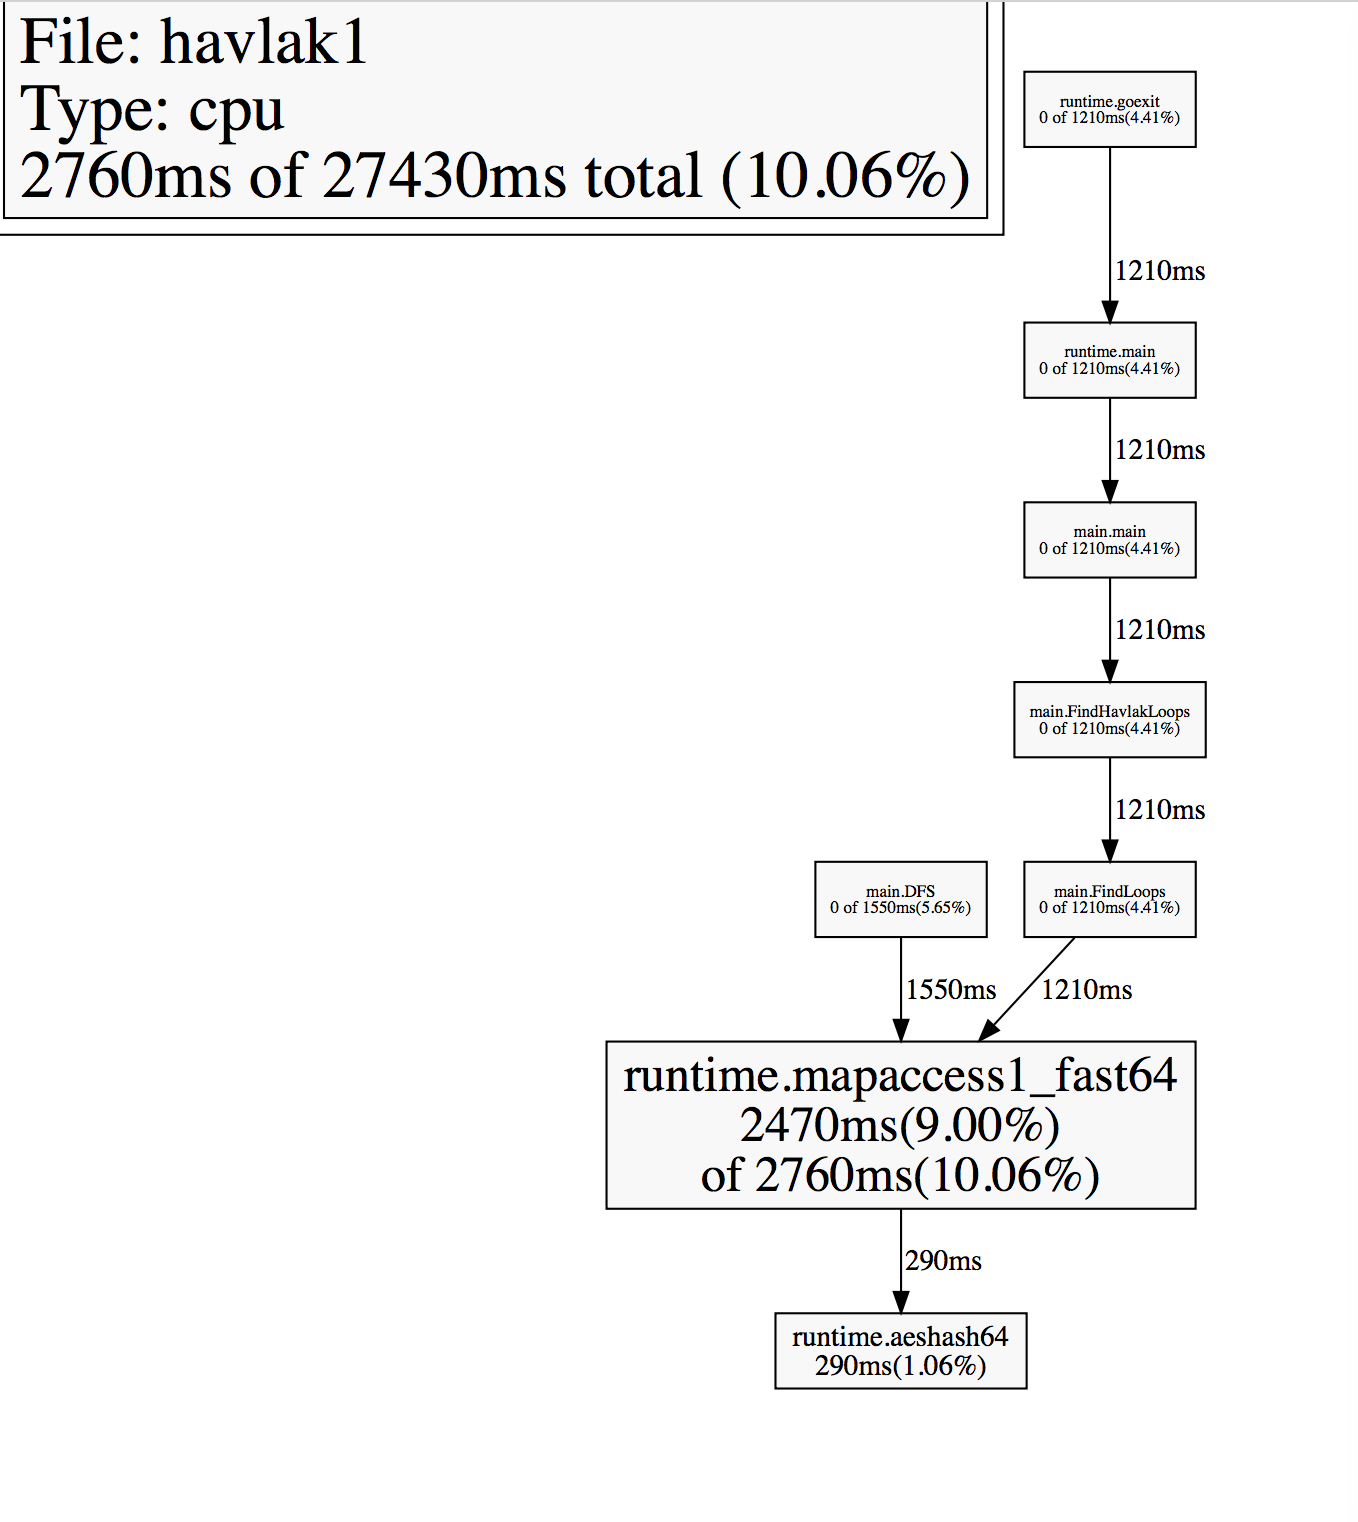 File: havlak1
Type: cpu
2760ms of 27430ms total (10.06%)
runtime.goexit
0 of 1210ms(4.41%)
1210ms
runtime.main
0 of 1210ms(4.41%)
1210ms
main.main
0 of 1210ms(4.41%)
1210ms
main.FindHavlakLoops
0 of 1210ms(4.41%)
1210ms
main.DFS
0 of 1550ms(5.65%)
main.FindLoops
0 of 1210ms(4.41%)
1550ms
1210ms
runtime.mapaccess1_fast64
2470ms(9.00%)
of 2760ms(10.06%)
290ms
runtime.aeshash64
290ms(1.06%)